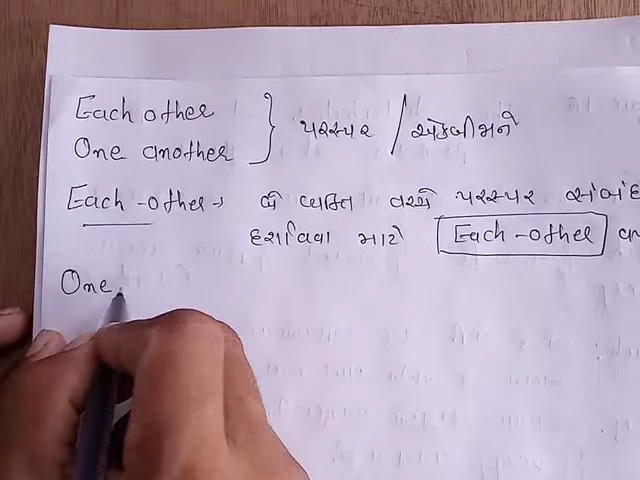 Each other
One another } પરસ્પર / એકબીજાને
Each-other → બે વ્યક્તિ વચ્ચે પરસ્પર સંબંધ
દર્શાવવા માટે Each-other
One